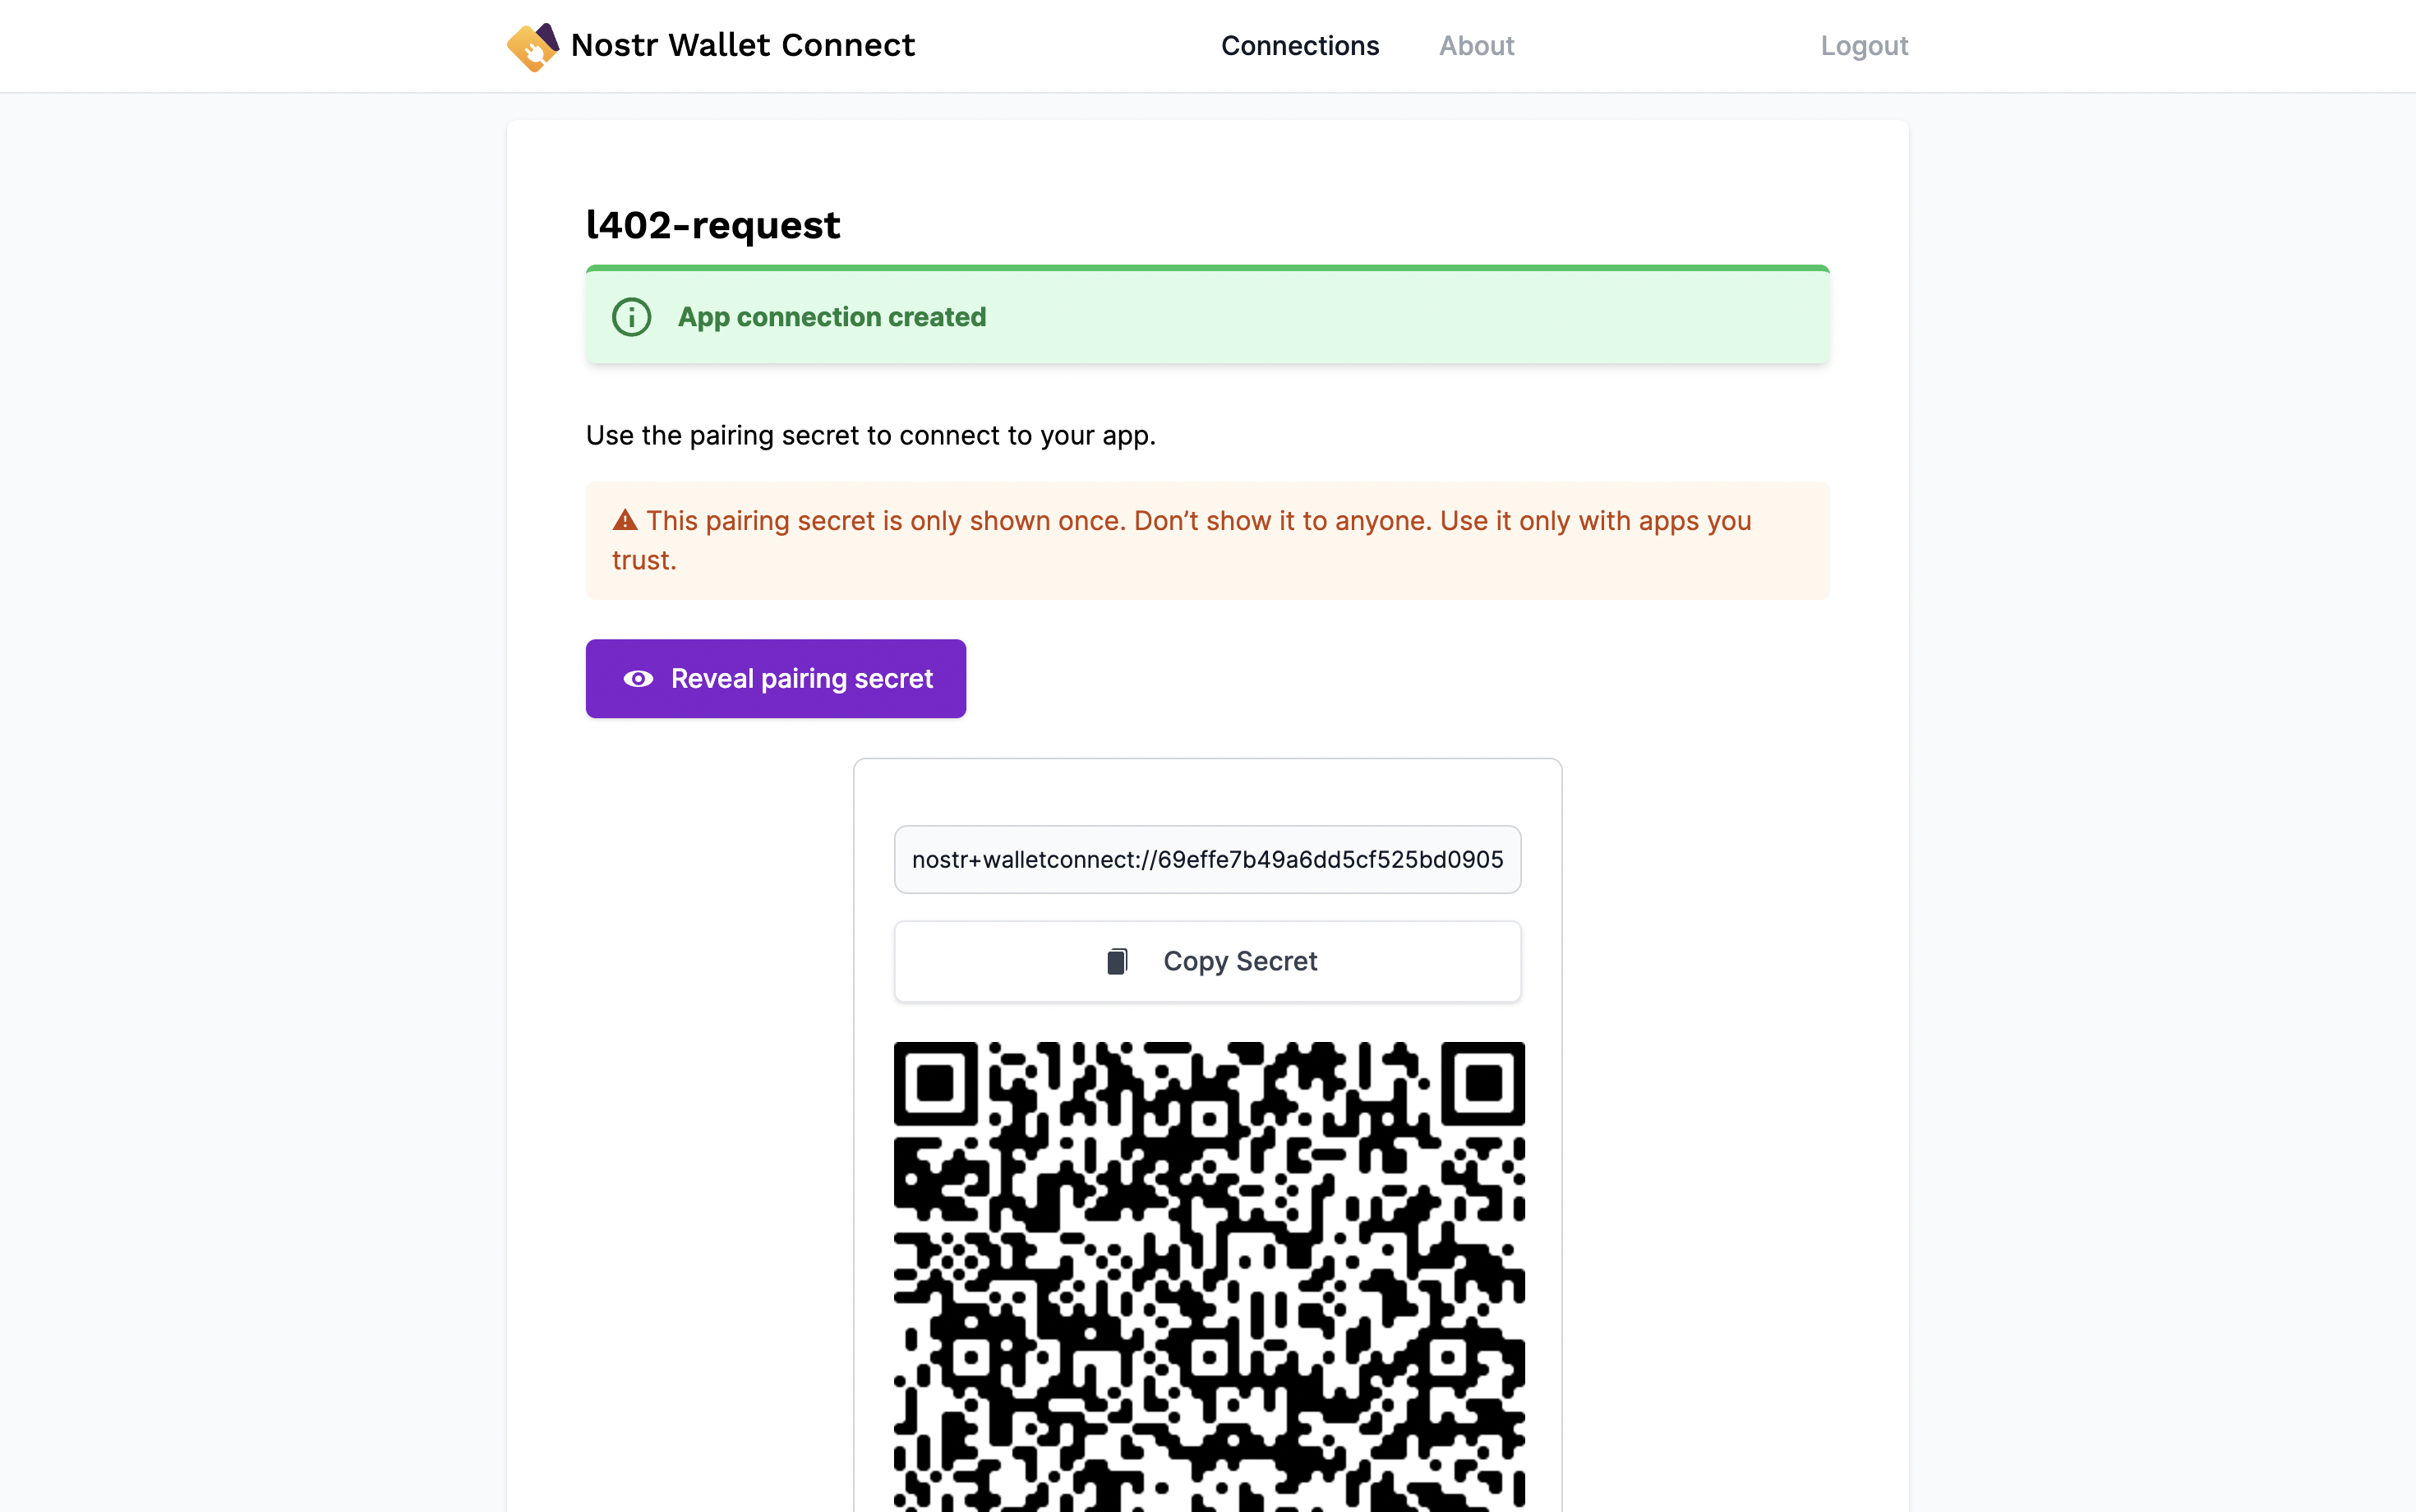 Nostr Wallet Connect
Connections
About
Logout
l402-request
App connection created
Use the pairing secret to connect to your app.
This pairing secret is only shown once. Don’t show it to anyone. Use it only with apps you
trust.
Reveal pairing secret
nostr+walletconnect://69effe7b49a6dd5cf525bd0905
Copy Secret